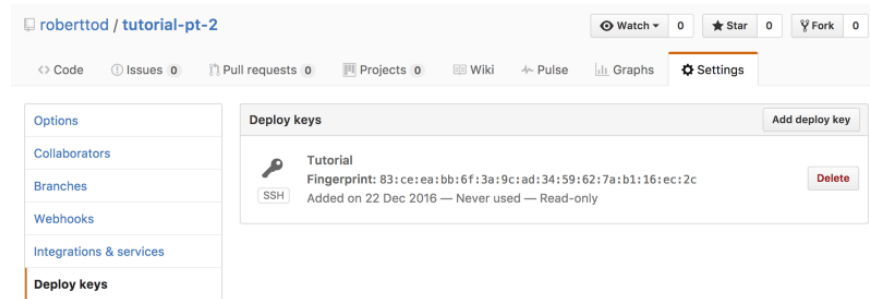 roberttod / tutorial-pt-2
Watch 0 Star 0 Fork 0
Code Issues 0 Pull requests 0 Projects 0 Wiki Pulse Graphs Settings
Options
Collaborators
Branches
Webhooks
Integrations & services
Deploy keys
Deploy keys Add deploy key
Tutorial
Fingerprint: 83:ce:ea:bb:6f:3a:9c:ad:34:59:62:7a:b1:16:ec:2c
SSH
Added on 22 Dec 2016 — Never used — Read-only
Delete